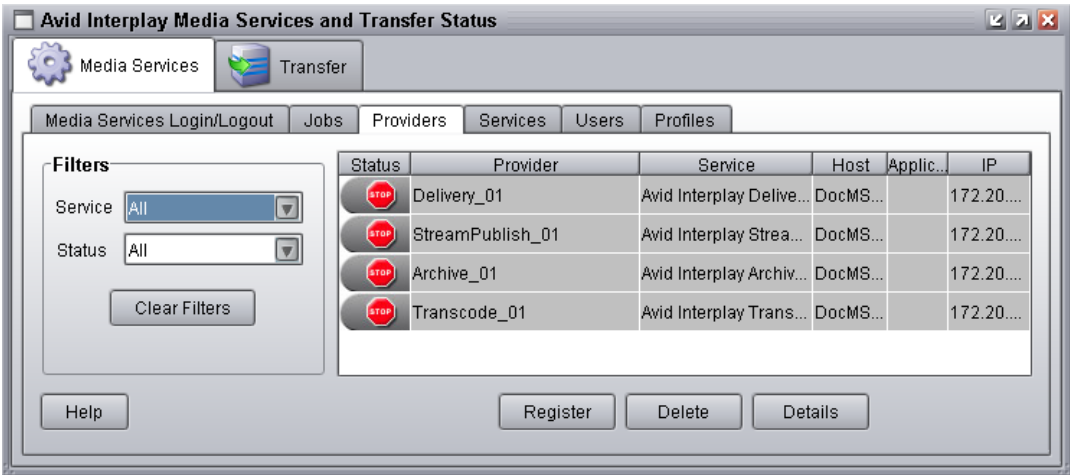 Avid Interplay Media Services and Transfer Status
Media Services Transfer
Media Services Login/Logout Jobs Providers Services Users Profiles
Filters
Service All
Status All
Clear Filters
Status Provider Service Host Applic... IP
STOP Delivery_01 Avid Interplay Delive... DocMS... 172.20....
STOP StreamPublish_01 Avid Interplay Strea... DocMS... 172.20....
STOP Archive_01 Avid Interplay Archiv... DocMS... 172.20....
STOP Transcode_01 Avid Interplay Trans... DocMS... 172.20....
Help Register Delete Details